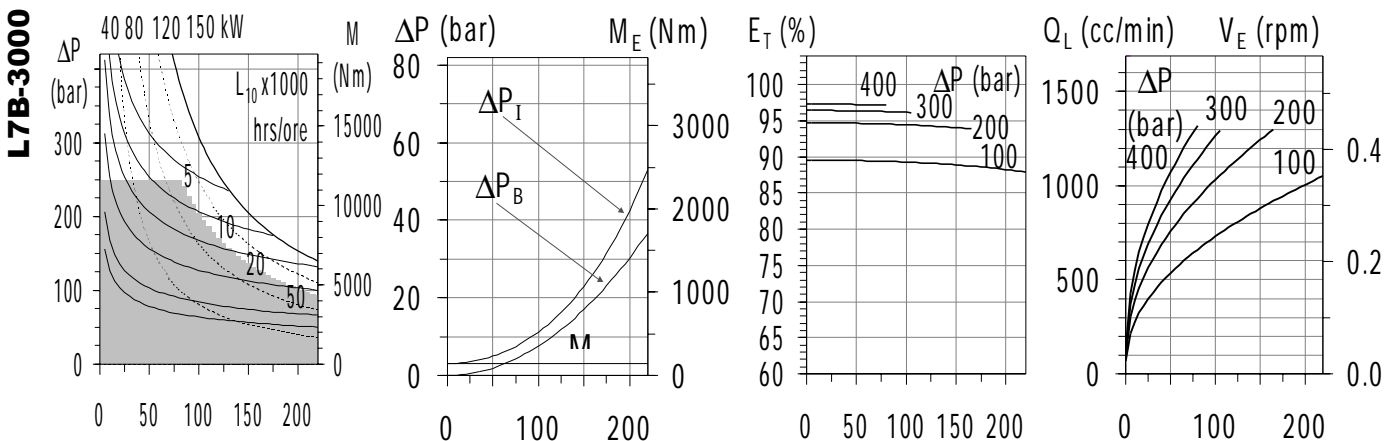 L7B-3000
40 80 120 150 kW
ΔP
(bar)
M
(Nm)
L10 x1000
hrs/ore
300
200
100
0
15000
10000
5000
0
5
10
20
50
0 50 100 150 200
ΔP (bar)
ME (Nm)
80
60
40
20
0
3000
2000
1000
0
ΔPI
ΔPB
M
0 100 200
ET (%)
100
95
90
85
80
75
70
65
60
ΔP (bar)
400
300
200
100
0 50 100 150 200
QL (cc/min)
VE (rpm)
1500
1000
500
0
0.4
0.2
0.0
ΔP
(bar)
400
300
200
100
0 100 200